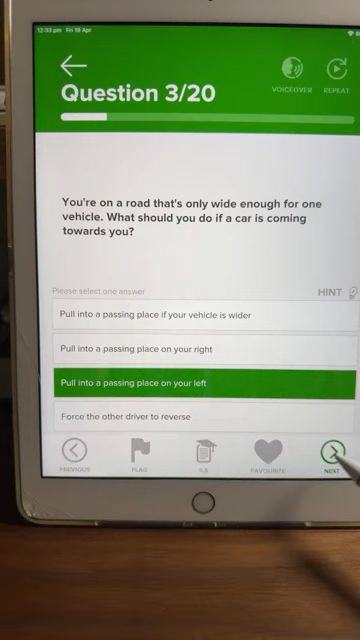 12:33 pm Fri 19 Apr
Question 3/20
VOICEOVER
REPEAT
You're on a road that's only wide enough for one
vehicle. What should you do if a car is coming
towards you?
Please select one answer
HINT
Pull into a passing place if your vehicle is wider
Pull into a passing place on your right
Pull into a passing place on your left
Force the other driver to reverse
PREVIOUS
FLAG
FAVOURITE
NEXT